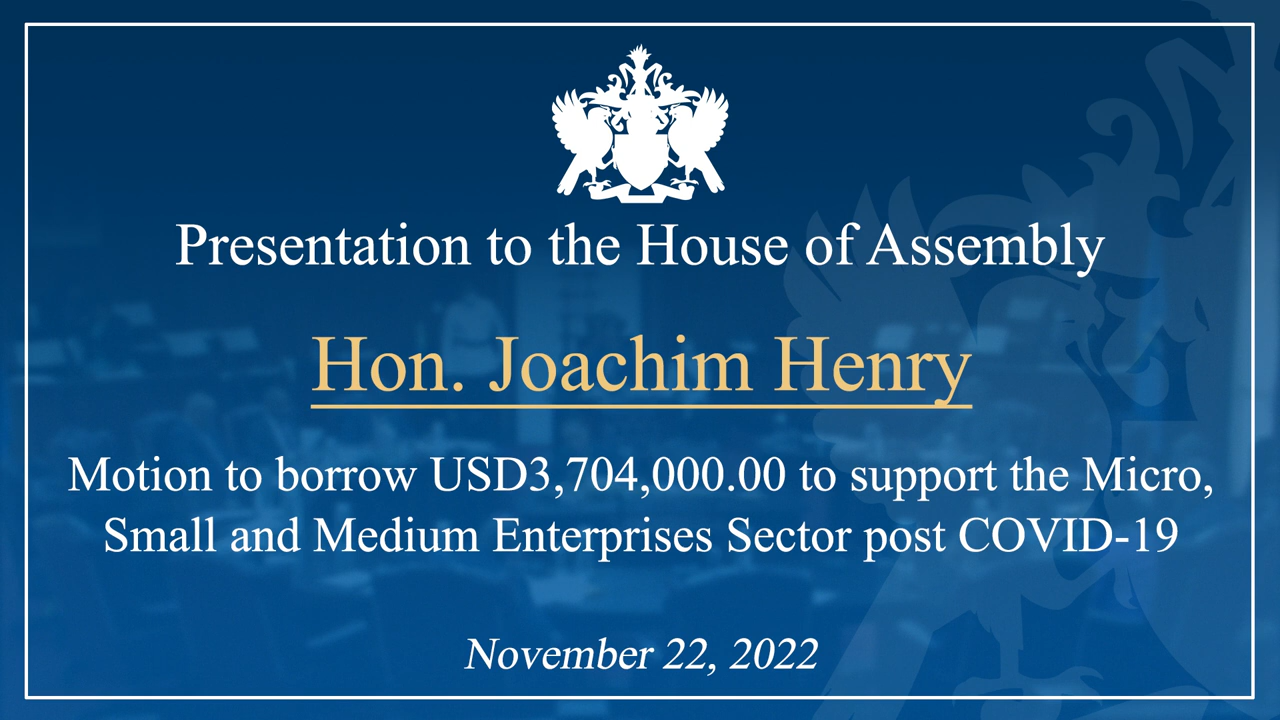 Presentation to the House of Assembly
Hon. Joachim Henry
Motion to borrow USD3,704,000.00 to support the Micro,
Small and Medium Enterprises Sector post COVID-19
November 22, 2022